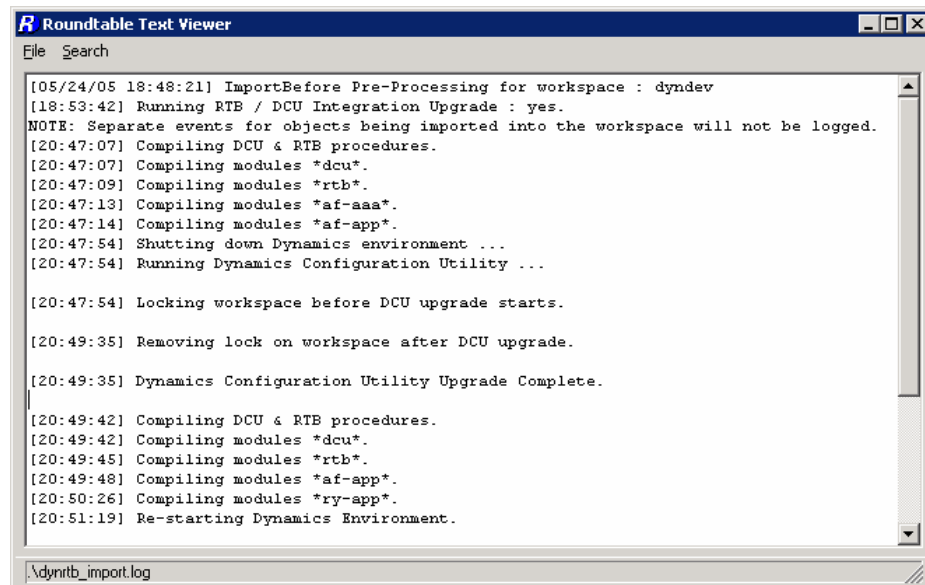 Roundtable Text Viewer
File Search
[05/24/05 18:48:21] ImportBefore Pre-Processing for workspace : dyndev
[18:53:42] Running RTB / DCU Integration Upgrade : yes.
NOTE: Separate events for objects being imported into the workspace will not be logged.
[20:47:07] Compiling DCU & RTB procedures.
[20:47:07] Compiling modules *dcu*.
[20:47:09] Compiling modules *rtb*.
[20:47:13] Compiling modules *af-aaa*.
[20:47:14] Compiling modules *af-app*.
[20:47:54] Shutting down Dynamics environment ...
[20:47:54] Running Dynamics Configuration Utility ...
[20:47:54] Locking workspace before DCU upgrade starts.
[20:49:35] Removing lock on workspace after DCU upgrade.
[20:49:35] Dynamics Configuration Utility Upgrade Complete.
[20:49:42] Compiling DCU & RTB procedures.
[20:49:42] Compiling modules *dcu*.
[20:49:45] Compiling modules *rtb*.
[20:49:48] Compiling modules *af-app*.
[20:50:26] Compiling modules *ry-app*.
[20:51:19] Re-starting Dynamics Environment.
.\dynrtb_import.log